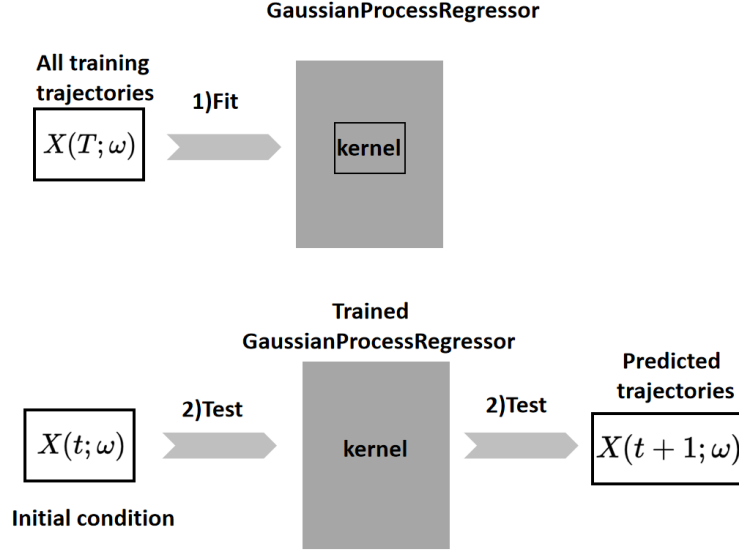 GaussianProcessRegressor
All training
trajectories
1)Fit
X(T;ω)
kernel
Trained
GaussianProcessRegressor
Predicted
trajectories
2)Test
2)Test
X(t;ω)
kernel
X(t + 1;ω)
Initial condition